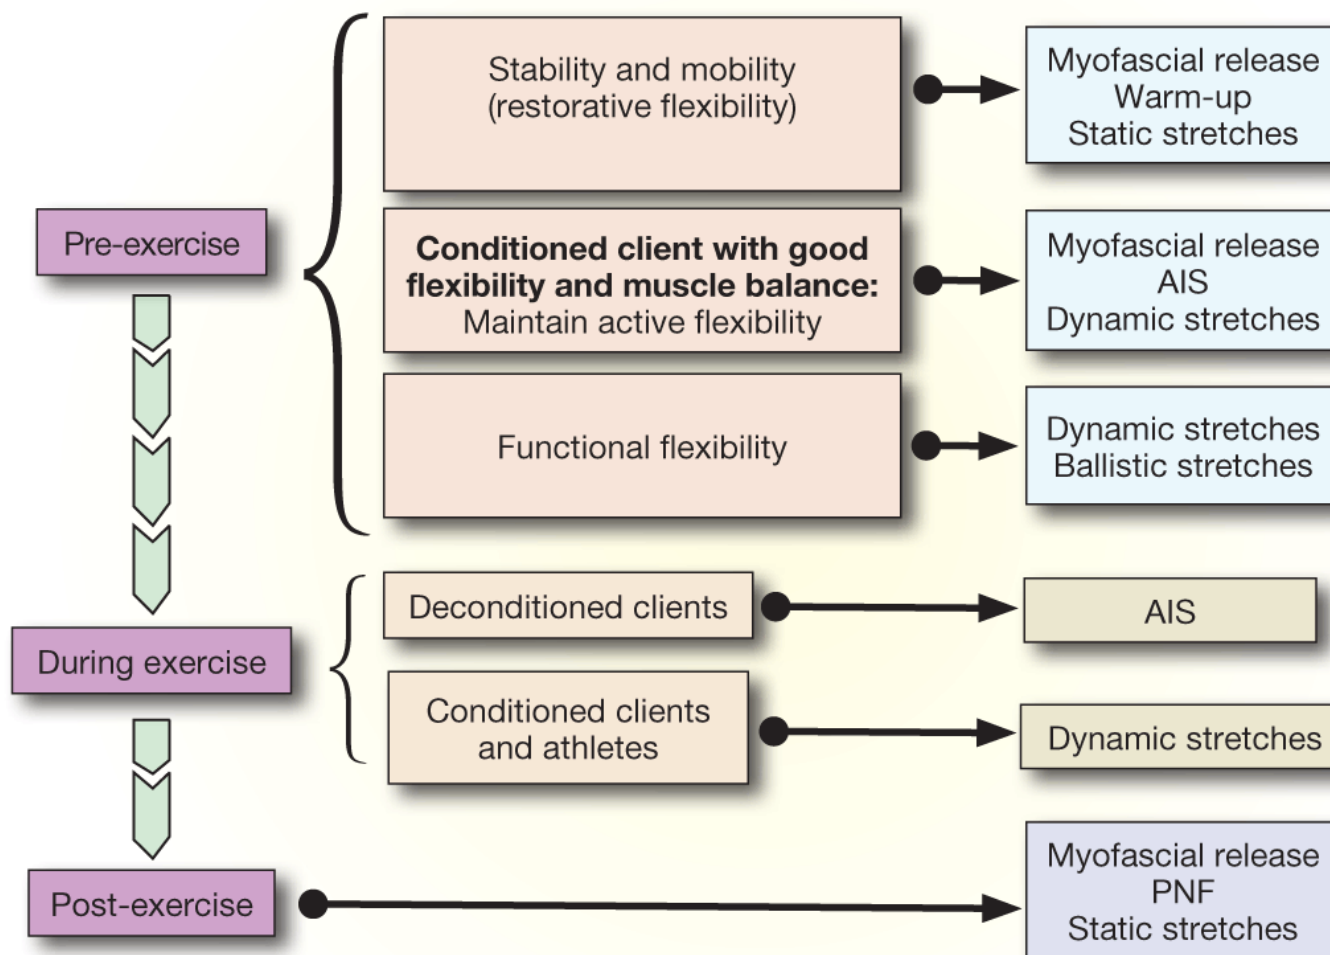 Pre-exercise
Stability and mobility
(restorative flexibility)
Myofascial release
Warm-up
Static stretches
Conditioned client with good
flexibility and muscle balance:
Maintain active flexibility
Myofascial release
AIS
Dynamic stretches
Functional flexibility
Dynamic stretches
Ballistic stretches
During exercise
Deconditioned clients
AIS
Conditioned clients
and athletes
Dynamic stretches
Post-exercise
Myofascial release
PNF
Static stretches